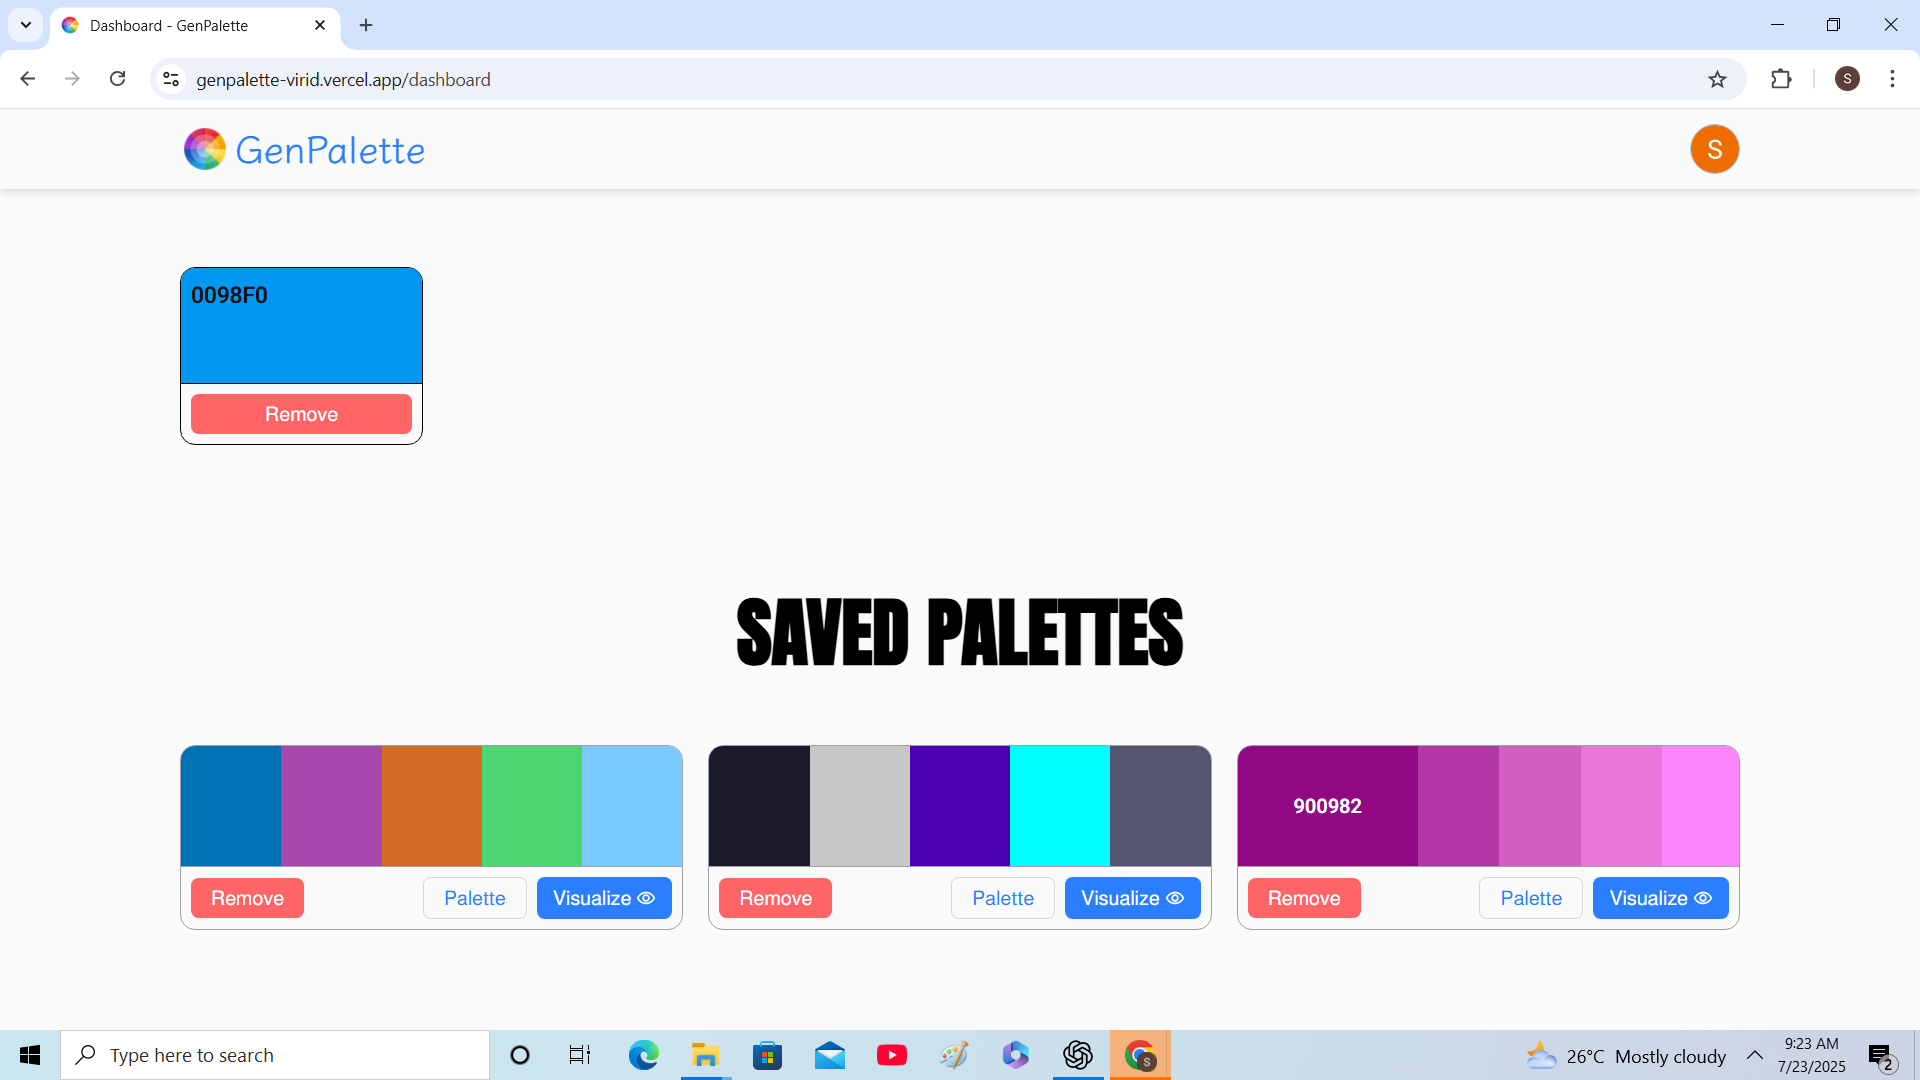 Dashboard - GenPalette
genpalette-virid.vercel.app/dashboard
S
GenPalette
S
0098F0
Remove
SAVED PALETTES
900982
Remove Palette Visualize
Remove Palette Visualize
Remove Palette Visualize
Type here to search
S
26°C Mostly cloudy
9:23 AM
7/23/2025
2